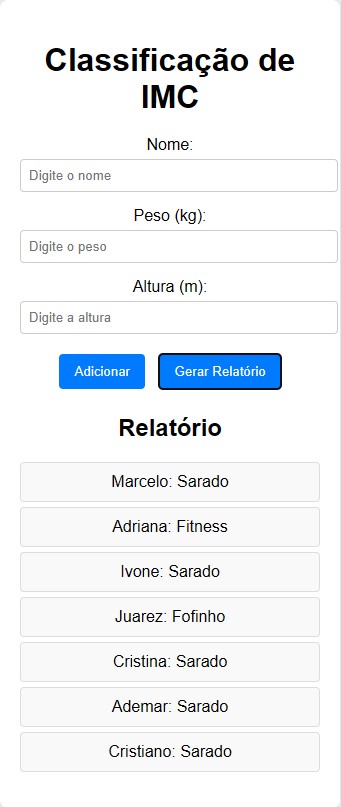 Classificação de
IMC
Nome:
Digite o nome
Peso (kg):
Digite o peso
Altura (m):
Digite a altura
Adicionar Gerar Relatório
Relatório
Marcelo: Sarado
Adriana: Fitness
Ivone: Sarado
Juarez: Fofinho
Cristina: Sarado
Ademar: Sarado
Cristiano: Sarado